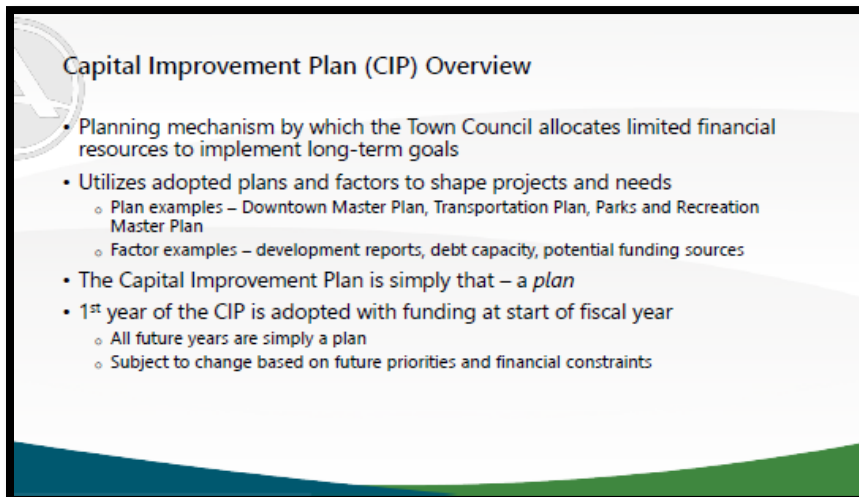 Capital Improvement Plan (CIP) Overview
• Planning mechanism by which the Town Council allocates limited financial
resources to implement long-term goals
• Utilizes adopted plans and factors to shape projects and needs
◦ Plan examples – Downtown Master Plan, Transportation Plan, Parks and Recreation
Master Plan
◦ Factor examples – development reports, debt capacity, potential funding sources
• The Capital Improvement Plan is simply that – a plan
• 1st year of the CIP is adopted with funding at start of fiscal year
◦ All future years are simply a plan
◦ Subject to change based on future priorities and financial constraints